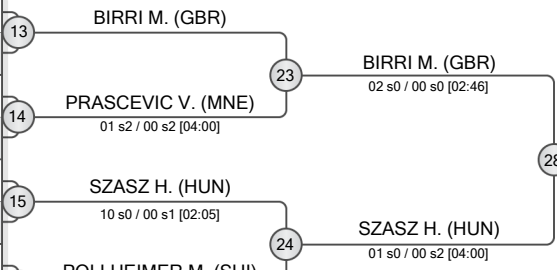 BIRRI M. (GBR)
13
23
BIRRI M. (GBR)
02 s0 / 00 s0 [02:46]
PRASCEVIC V. (MNE)
14
01 s2 / 00 s2 [04:00]
28
SZASZ H. (HUN)
15
10 s0 / 00 s1 [02:05]
24
SZASZ H. (HUN)
01 s0 / 00 s2 [04:00]